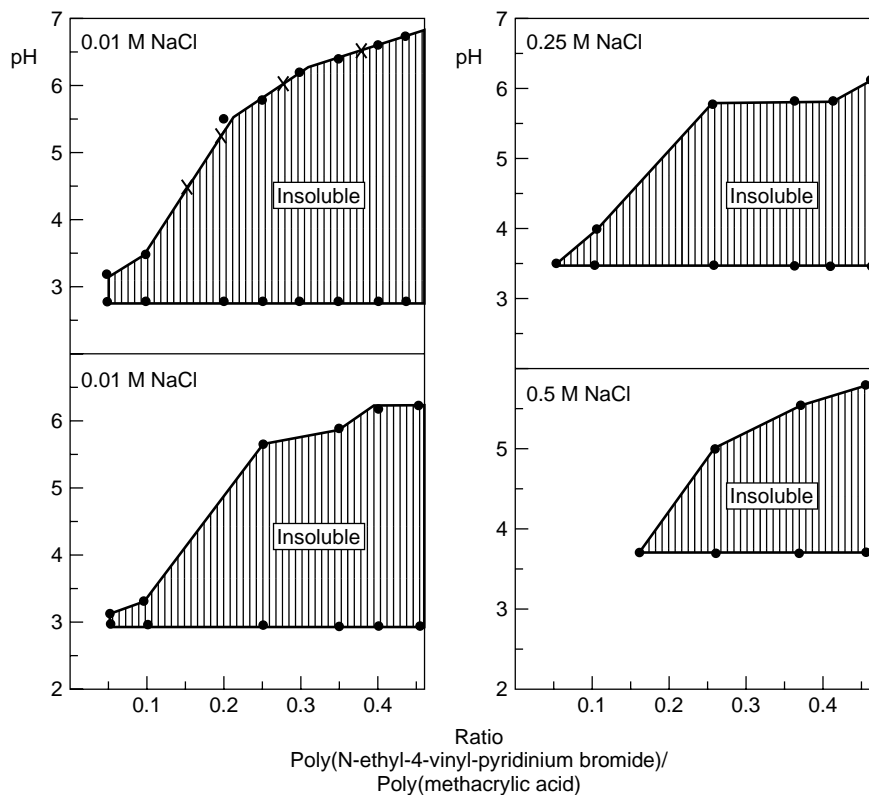 7
0.01 M NaCl
pH
6
5
4
3
Insoluble
0.01 M NaCl
6
5
4
3
2
Insoluble
0.1
0.2
0.3
0.4
7
0.25 M NaCl
pH
6
5
4
3
Insoluble
0.5 M NaCl
5
4
3
2
Insoluble
0.1
0.2
0.3
0.4
Ratio
Poly(N-ethyl-4-vinyl-pyridinium bromide)/
Poly(methacrylic acid)